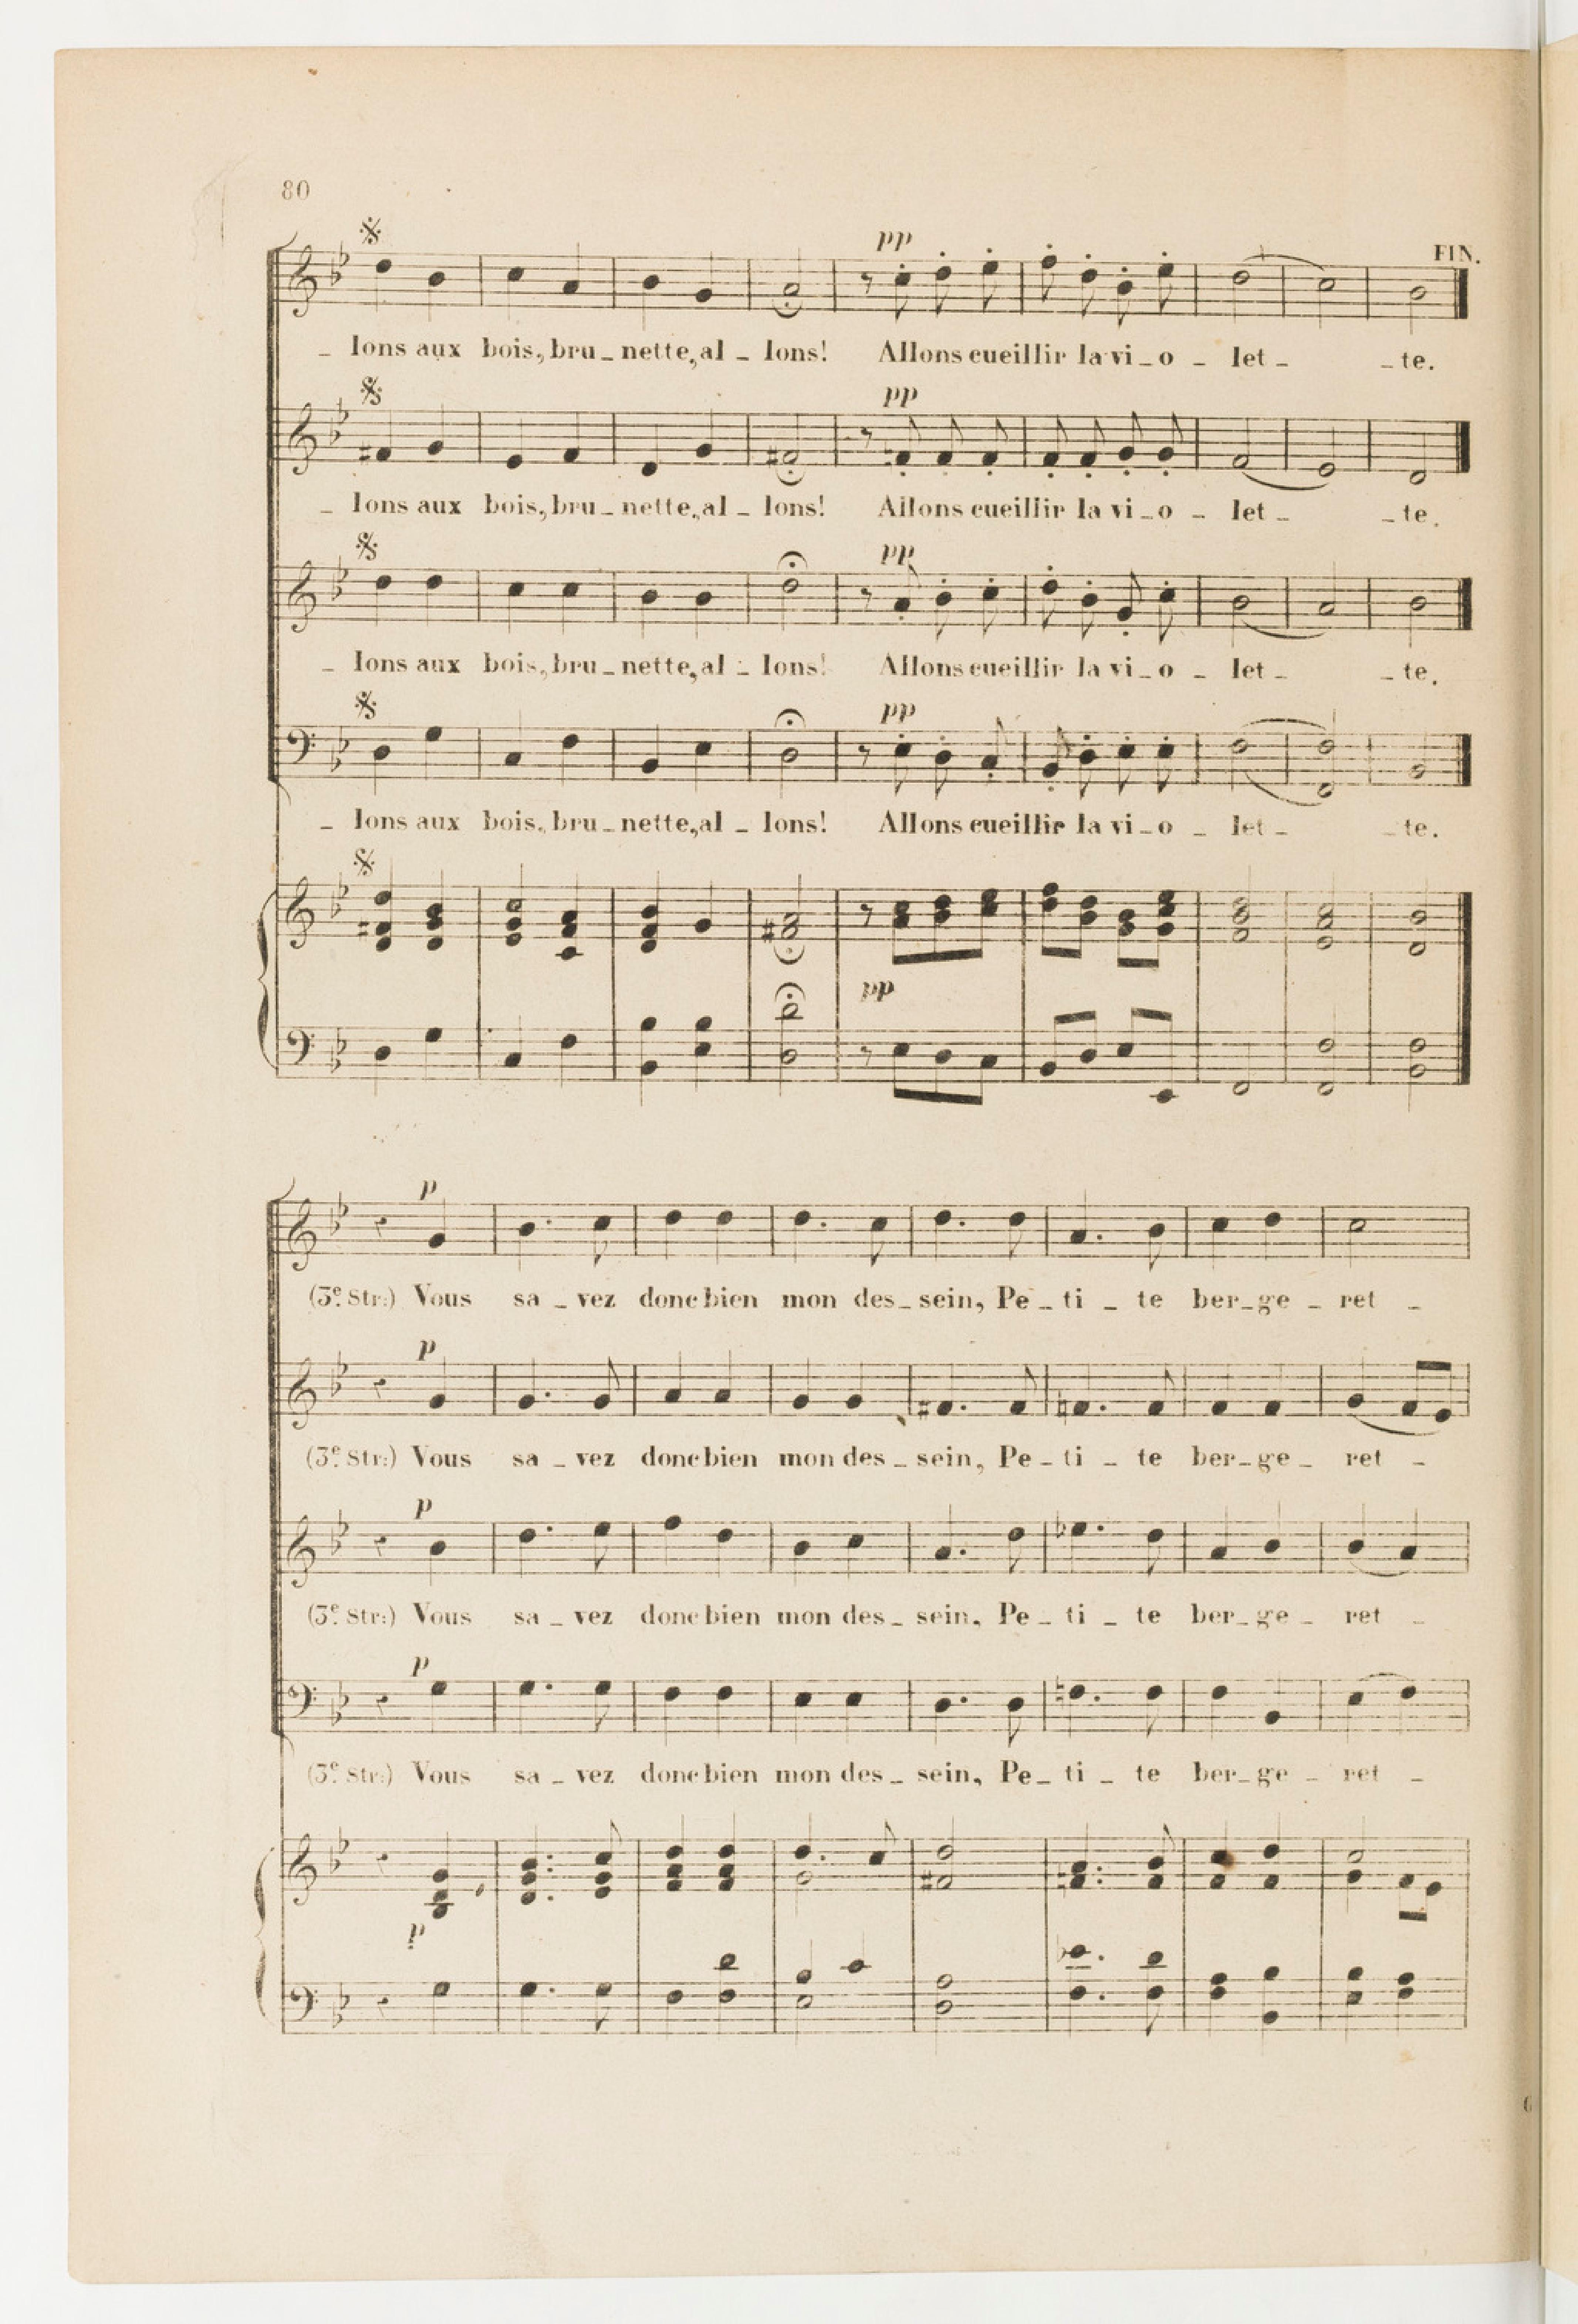 80
pp
FIN.
_ lons aux bois, bru _ nette, al _ lons! Allons cueillir la vi _ o _ let _ _ te.
pp
_ lons aux bois, bru _ nette, al _ lons! Allons cueillir la vi _ o _ let _ _ te.
pp
_ lons aux bois, bru _ nette, al _ lons! Allons cueillir la vi _ o _ let _ _ te.
pp
_ lons aux bois, bru _ nette, al _ lons! Allons cueillir la vi _ o _ let _ _ te.
pp
p
(3e. Str:) Vous sa _ vez donc bien mon des _ sein, Pe _ ti _ te ber _ ge _ ret _
p
(3e. Str:) Vous sa _ vez donc bien mon des _ sein, Pe _ ti _ te ber _ ge _ ret _
p
(3e. Str:) Vous sa _ vez donc bien mon des _ sein, Pe _ ti _ te ber _ ge _ ret _
p
(3e. Str:) Vous sa _ vez donc bien mon des _ sein, Pe _ ti _ te ber _ ge _ ret _
p